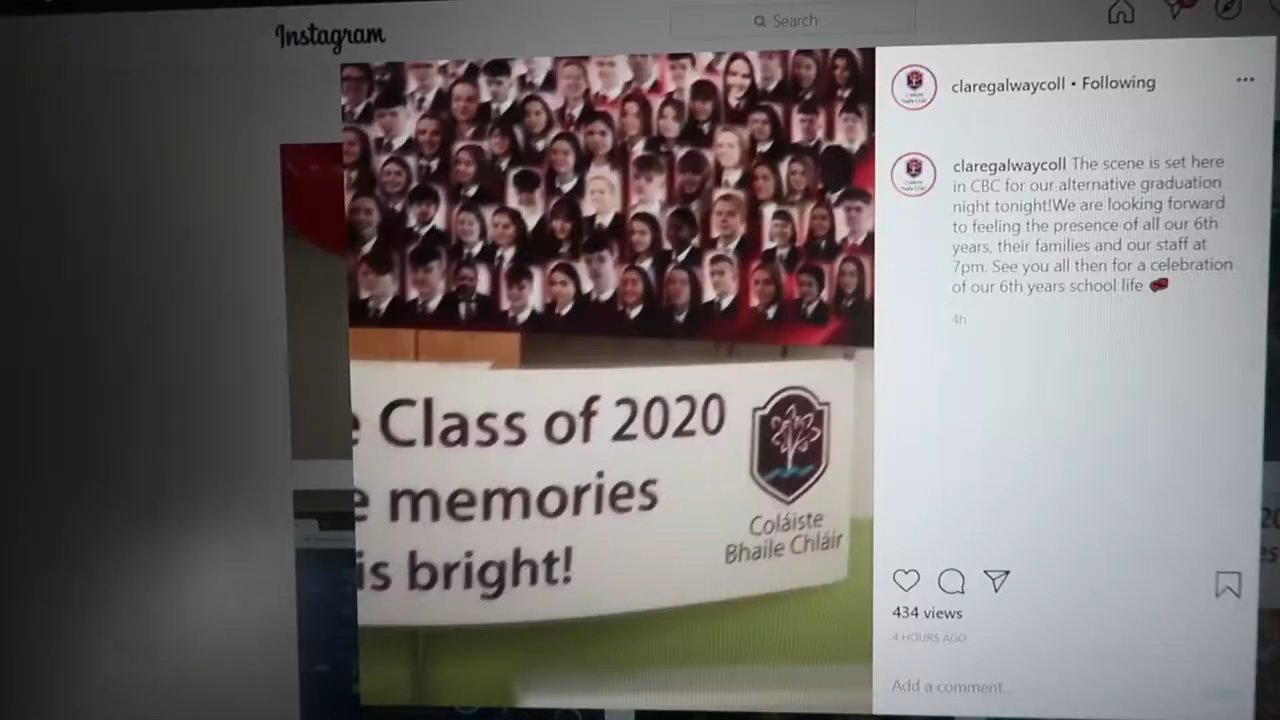 Instagram
Search
claregalwaycoll • Following
claregalwaycoll The scene is set here
in CBC for our alternative graduation
night tonight!We are looking forward
to feeling the presence of all our 6th
years, their families and our staff at
7pm. See you all then for a celebration
of our 6th years school life
4h
e Class of 2020
e memories
is bright!
Coláiste
Bhaile Chláir
434 views
4 HOURS AGO
Add a comment...